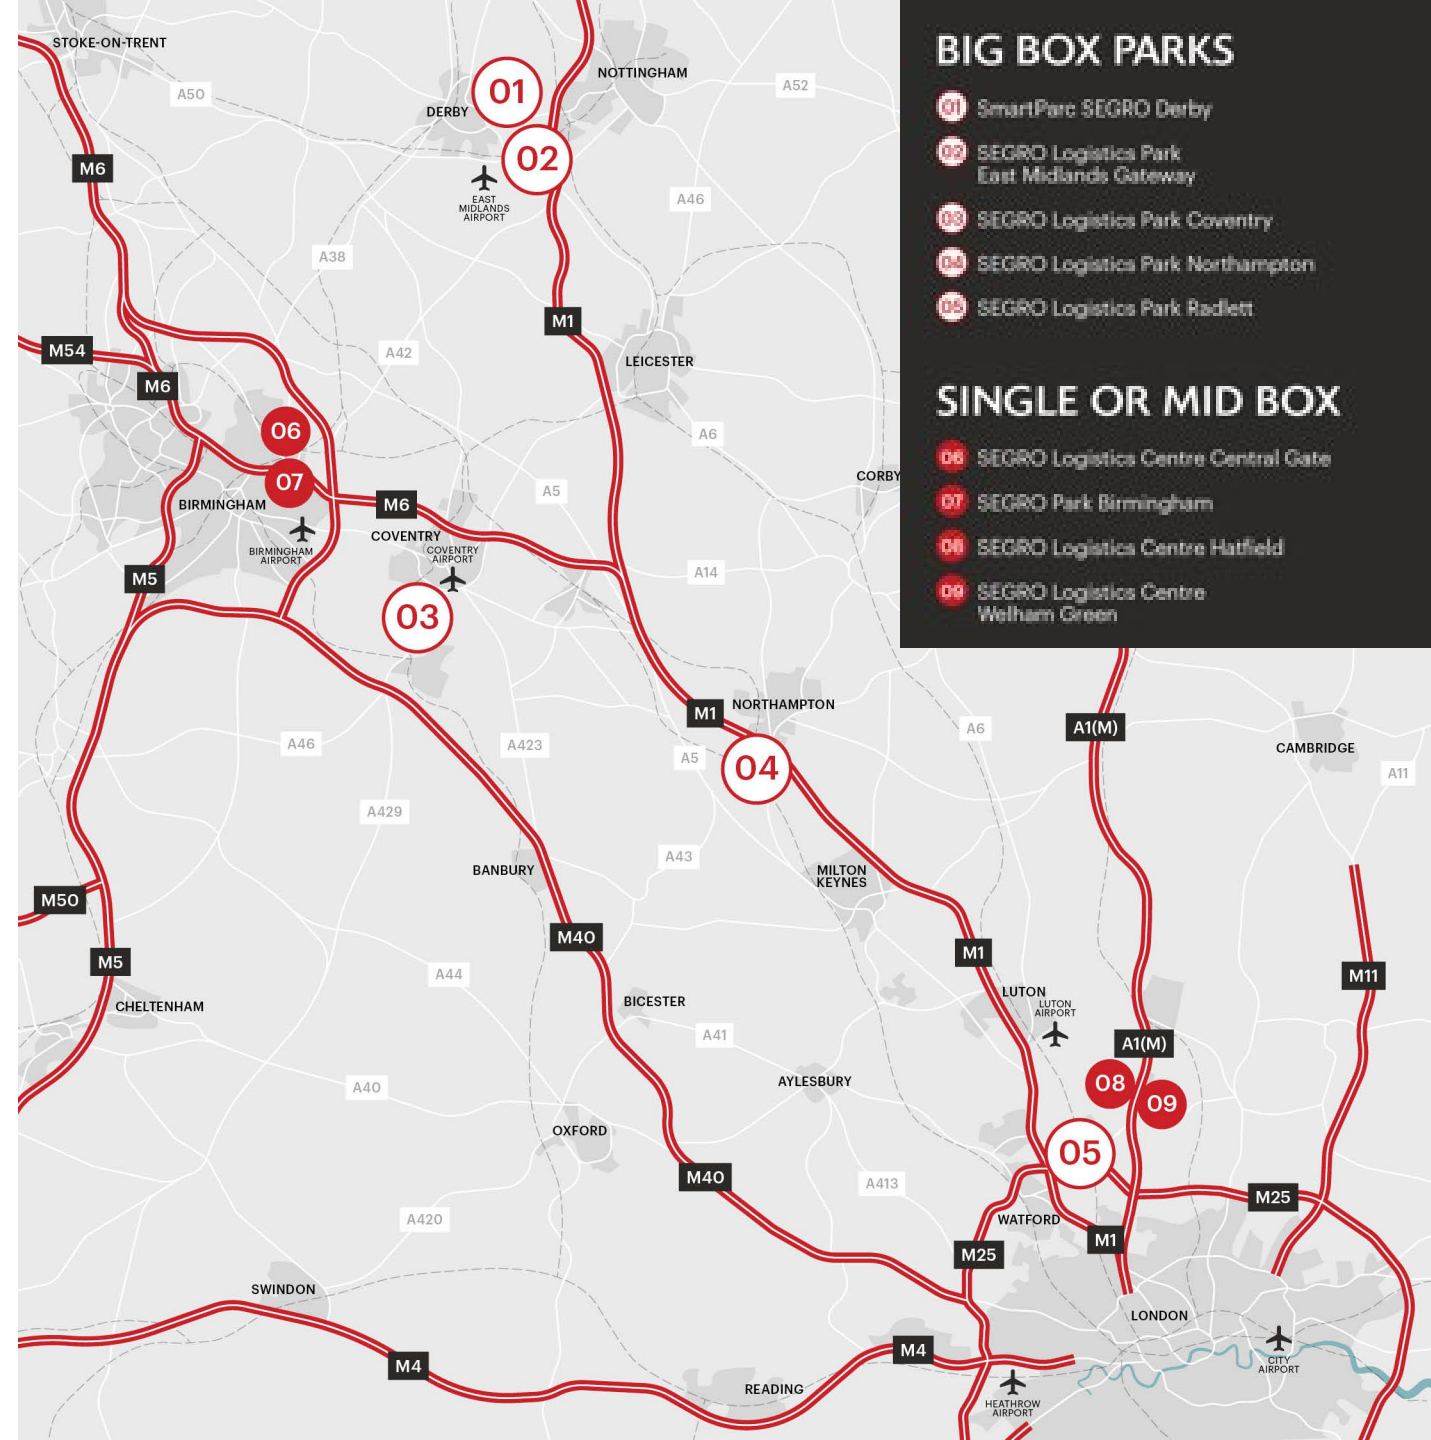 STOKE-ON-TRENT
A50
01
NOTTINGHAM
A52
DERBY
02
M6
EAST
MIDLANDS
AIRPORT
A46
A38
M1
M54
A42
LEICESTER
M6
06
A6
07
CORBY
BIRMINGHAM
M6
A5
COVENTRY
BIRMINGHAM
AIRPORT
COVENTRY
AIRPORT
M5
A14
03
M1
NORTHAMPTON
A46
A423
A5
04
A6
A1(M)
CAMBRIDGE
A11
A429
A43
BANBURY
MILTON
KEYNES
M50
M40
M1
M5
A44
M11
CHELTENHAM
BICESTER
LUTON
LUTON
AIRPORT
A41
A1(M)
A40
AYLESBURY
08
09
OXFORD
05
M40
A413
M25
A420
WATFORD
M1
M25
SWINDON
LONDON
M4
M4
CITY
AIRPORT
READING
HEATHROW
AIRPORT
BIG BOX PARKS
01 SmartParc SEGRO Derby
02 SEGRO Logistics Park
East Midlands Gateway
03 SEGRO Logistics Park Coventry
04 SEGRO Logistics Park Northampton
05 SEGRO Logistics Park Radlett
SINGLE OR MID BOX
06 SEGRO Logistics Centre Central Gate
07 SEGRO Park Birmingham
08 SEGRO Logistics Centre Hatfield
09 SEGRO Logistics Centre
Welham Green